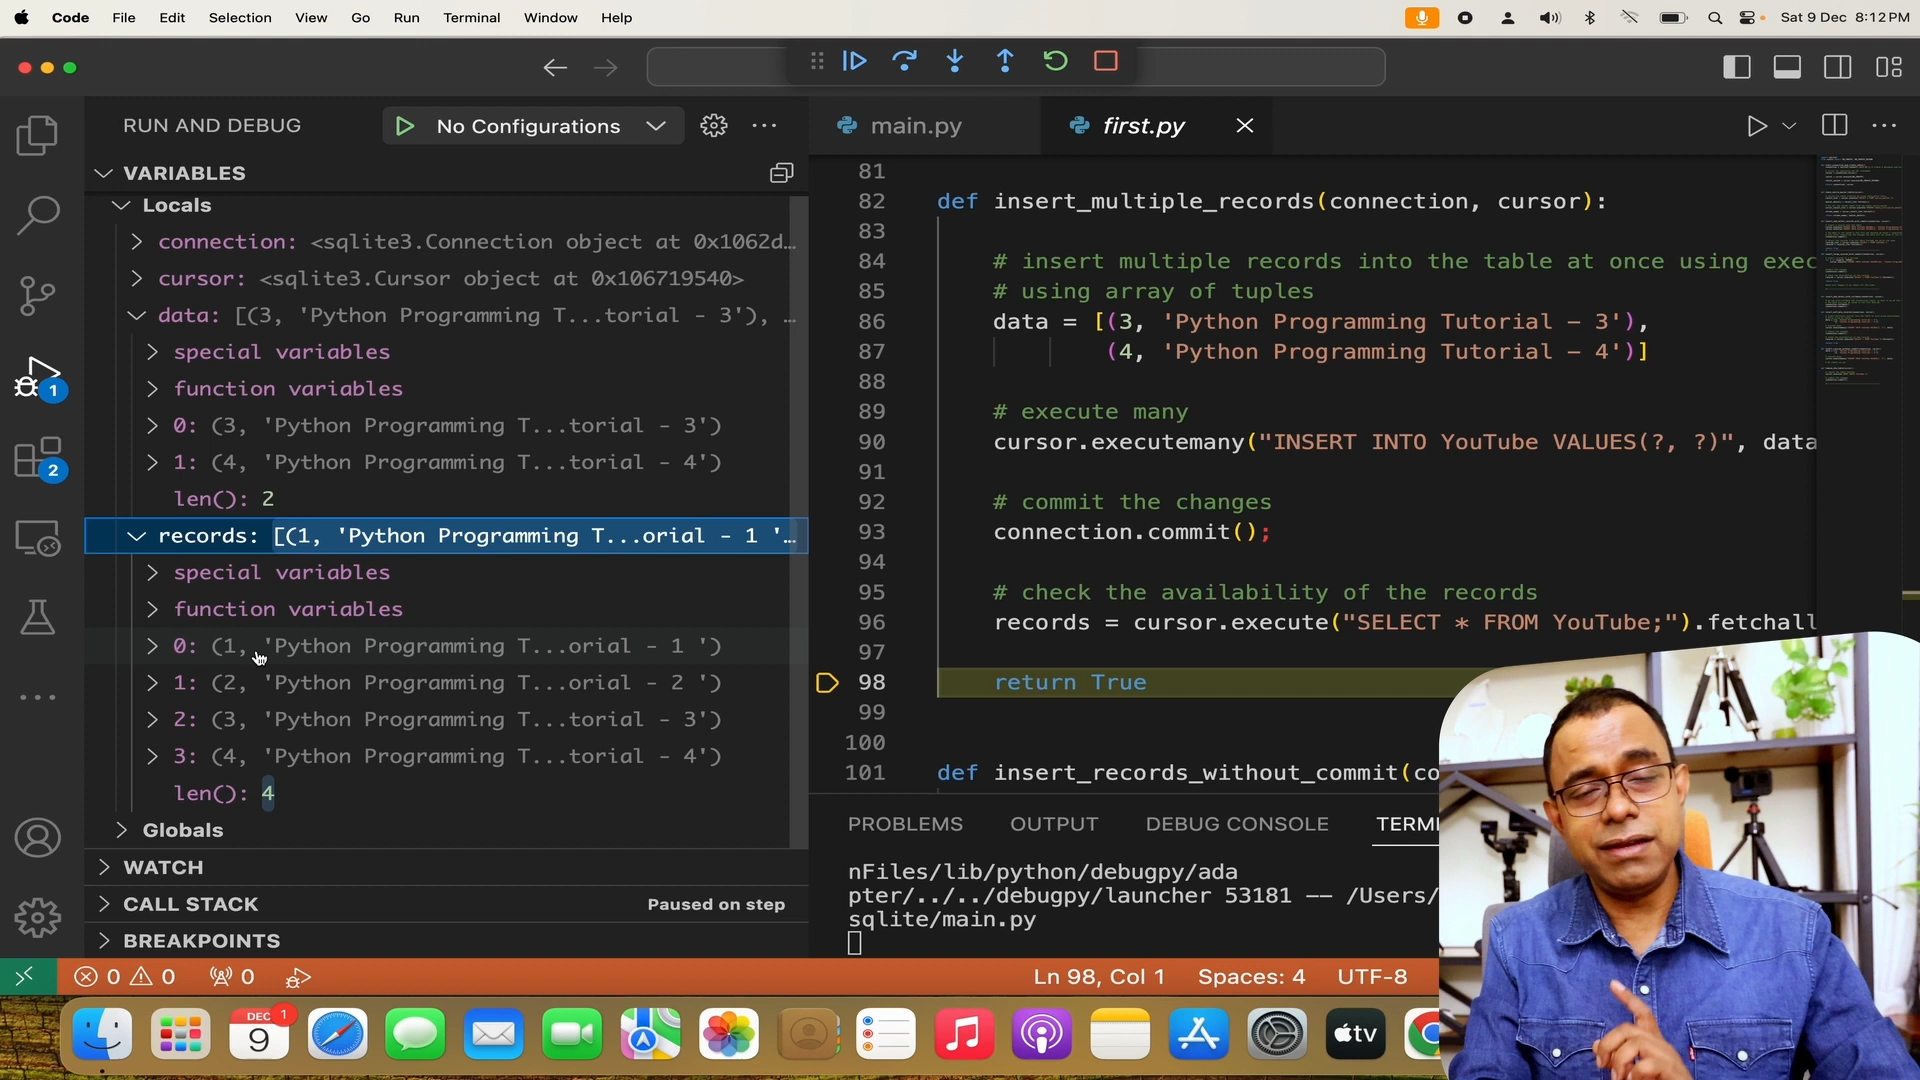 Code File Edit Selection View Go Run Terminal Window Help
Sat 9 Dec 8:12 PM
RUN AND DEBUG
No Configurations
main.py
first.py
VARIABLES
Locals
connection: <sqlite3.Connection object at 0x1062d...
cursor: <sqlite3.Cursor object at 0x106719540>
data: [(3, 'Python Programming T...torial - 3'), ...
special variables
function variables
0: (3, 'Python Programming T...torial - 3')
1: (4, 'Python Programming T...torial - 4')
len(): 2
records: [(1, 'Python Programming T...orial - 1 '...
special variables
function variables
0: (1, 'Python Programming T...orial - 1 ')
1: (2, 'Python Programming T...orial - 2 ')
2: (3, 'Python Programming T...torial - 3')
3: (4, 'Python Programming T...torial - 4')
len(): 4
Globals
WATCH
CALL STACK
Paused on step
BREAKPOINTS
1
2
81
82 def insert_multiple_records(connection, cursor):
83
84 # insert multiple records into the table at once using exec
85 # using array of tuples
86 data = [(3, 'Python Programming Tutorial – 3'),
87 (4, 'Python Programming Tutorial – 4')]
88
89 # execute many
90 cursor.executemany("INSERT INTO YouTube VALUES(?, ?)", data
91
92 # commit the changes
93 connection.commit();
94
95 # check the availability of the records
96 records = cursor.execute("SELECT * FROM YouTube;").fetchall
97
98 return True
99
100
101 def insert_records_without_commit(co
PROBLEMS OUTPUT DEBUG CONSOLE TERM
nFiles/lib/python/debugpy/ada
pter/../../debugpy/launcher 53181 -- /Users/
sqlite/main.py
0 0 0
Ln 98, Col 1 Spaces: 4 UTF-8
DEC 1
9
tv